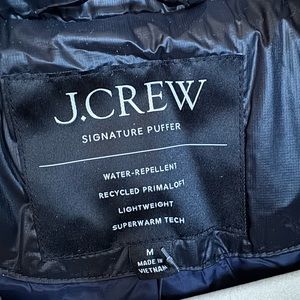 J.CREW
SIGNATURE PUFFER
WATER-REPELLENT
RECYCLED PRIMALOFT
LIGHTWEIGHT
SUPERWARM TECH
M
MADE IN
VIETNAM